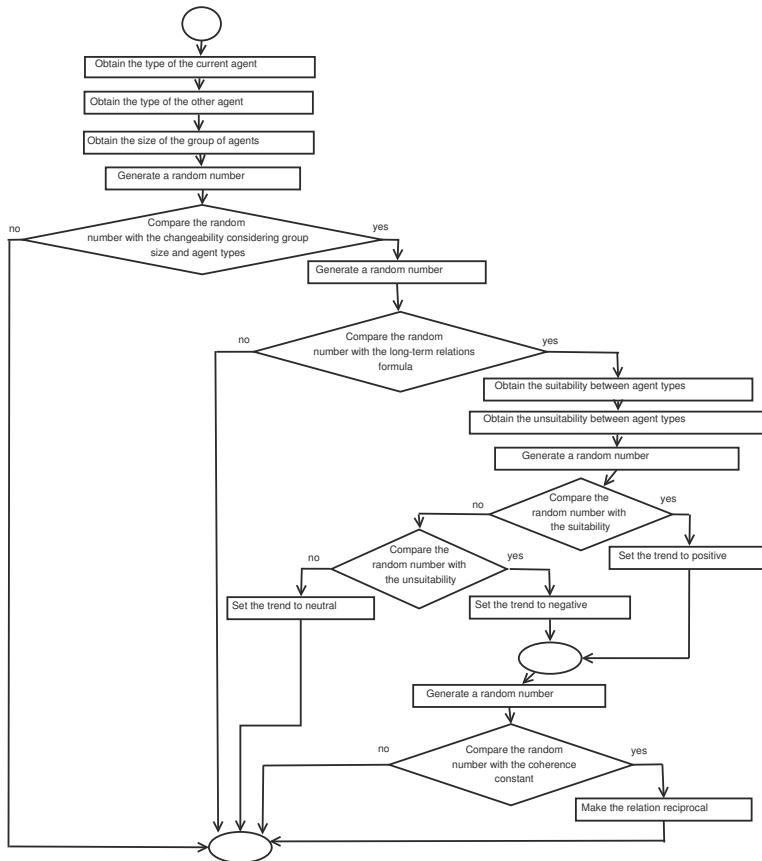 Obtain the type of the current agent
Obtain the type of the other agent
Obtain the size of the group of agents
Generate a random number
no
yes
Compare the random
number with the changeability considering group
size and agent types
Generate a random number
no
yes
Compare the random
number with the long-term relations
formula
Obtain the suitability between agent types
Obtain the unsuitability between agent types
Generate a random number
no
yes
Compare the
random number with
the suitability
no
yes
Compare the
random number with
the unsuitability
Set the trend to positive
Set the trend to neutral
Set the trend to negative
Generate a random number
no
yes
Compare the random
number with the coherence
constant
Make the relation reciprocal